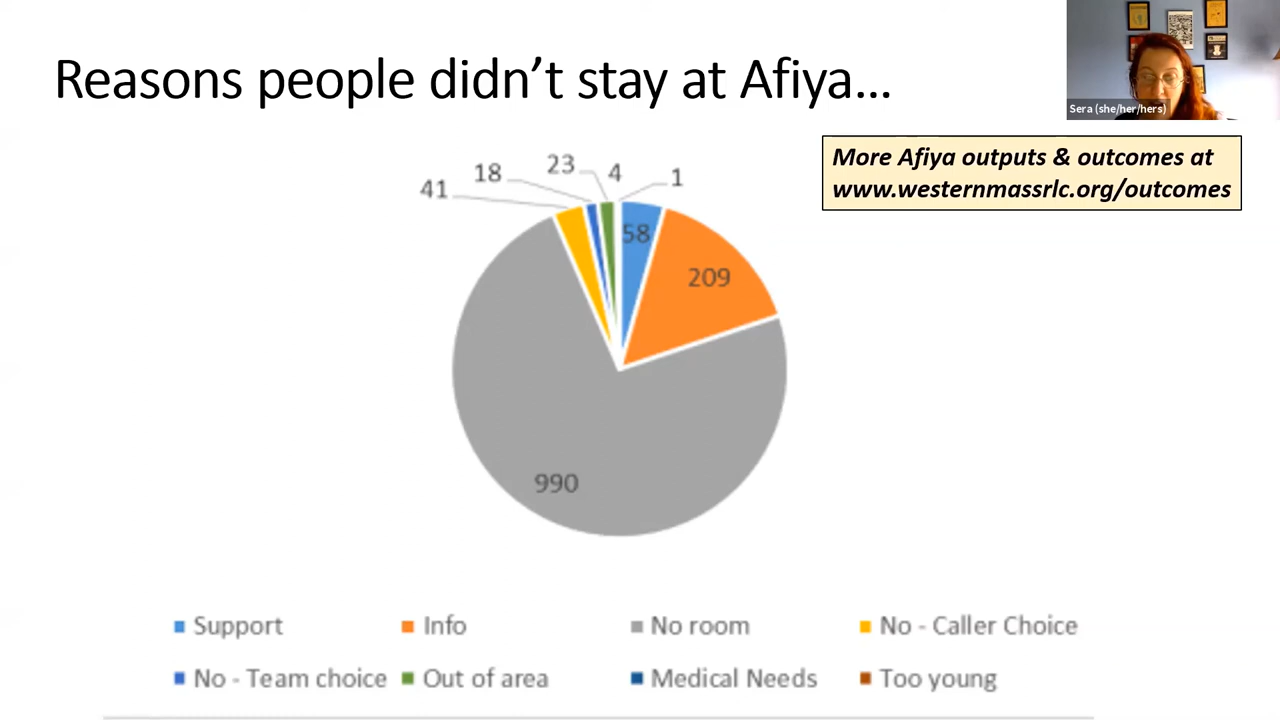 Reasons people didn’t stay at Afiya...
Sera (she/her/hers)
More Afiya outputs & outcomes at
www.westernmassrlc.org/outcomes
41
18
23
4
1
58
209
990
Support
Info
No room
No - Caller Choice
No - Team choice
Out of area
Medical Needs
Too young